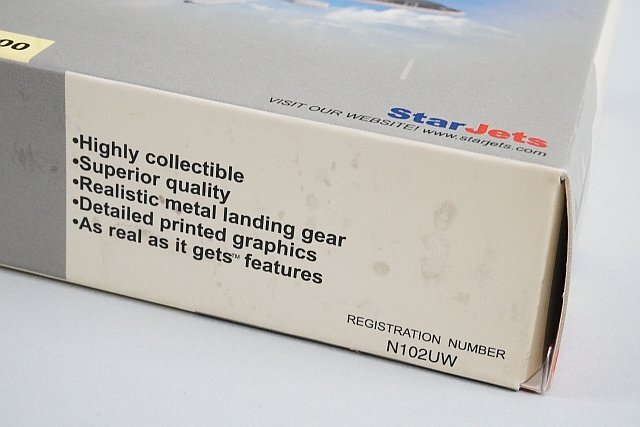 00
VISIT OUR WEBSITE! www.starjets.com
StarJets
•Highly collectible
•Superior quality
•Realistic metal landing gear
•Detailed printed graphics
•As real as it gets™ features
REGISTRATION NUMBER
N102UW